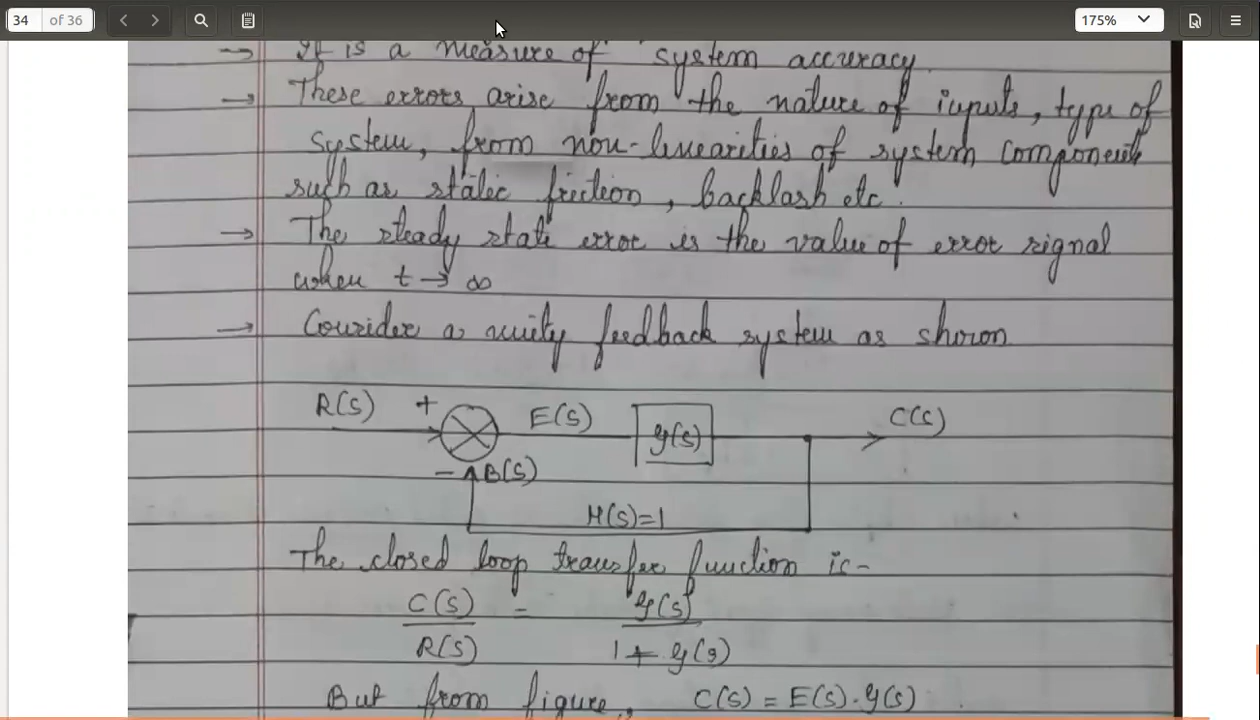 34 of 36 175%
→ It is a measure of system accuracy.
→ These errors arise from the nature of inputs, type of
system, from non-linearities of system components
such as static friction, backlash etc.
→ The steady state error is the value of error signal
when t → ∞
→ Consider a unity feedback system as shown
R(S) + E(S) G(S) C(S)
- B(S)
H(S)=1
The closed loop transfer function is-
C(S) = G(S)
R(S) 1 + G(S)
But from figure, C(S) = E(S).G(S)